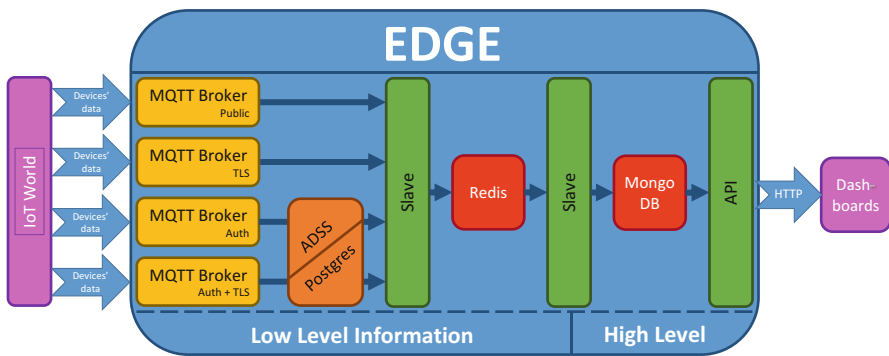 EDGE
IoT World
Devices'
data
MQTT Broker
Public
Devices'
data
MQTT Broker
TLS
Devices'
data
MQTT Broker
Auth
Devices'
data
MQTT Broker
Auth + TLS
ADSS
Postgres
Slave
Redis
Slave
Mongo
DB
API
HTTP
Dash-
boards
Low Level Information
High Level